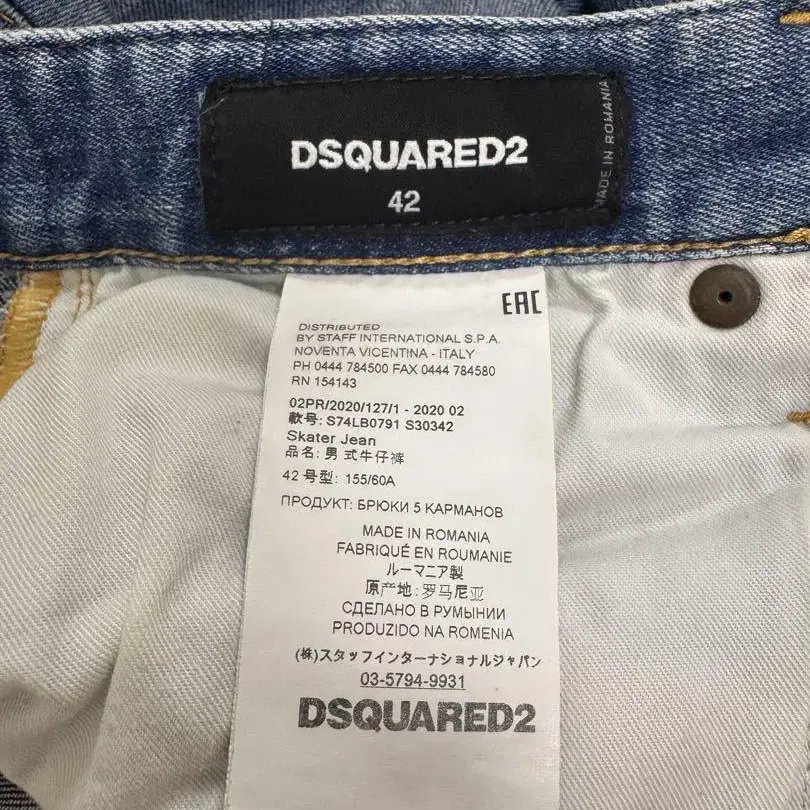 DSQUARED2
42
MADE IN ROMANIA
EAC
DISTRIBUTED
BY STAFF INTERNATIONAL S.P.A.
NOVENTA VICENTINA - ITALY
PH 0444 784500 FAX 0444 784580
RN 154143
02PR/2020/127/1 - 2020 02
款号: S74LB0791 S30342
Skater Jean
品名: 男式牛仔裤
42 号型: 155/60A
ПРОДУКТ: БРЮКИ 5 КАРМАНОВ
MADE IN ROMANIA
FABRIQUÉ EN ROUMANIE
ルーマニア製
原产地:罗马尼亚
СДЕЛАНО В РУМЫНИИ
PRODUZIDO NA ROMENIA
(株)スタッフインターナショナルジャパン
03-5794-9931
DSQUARED2